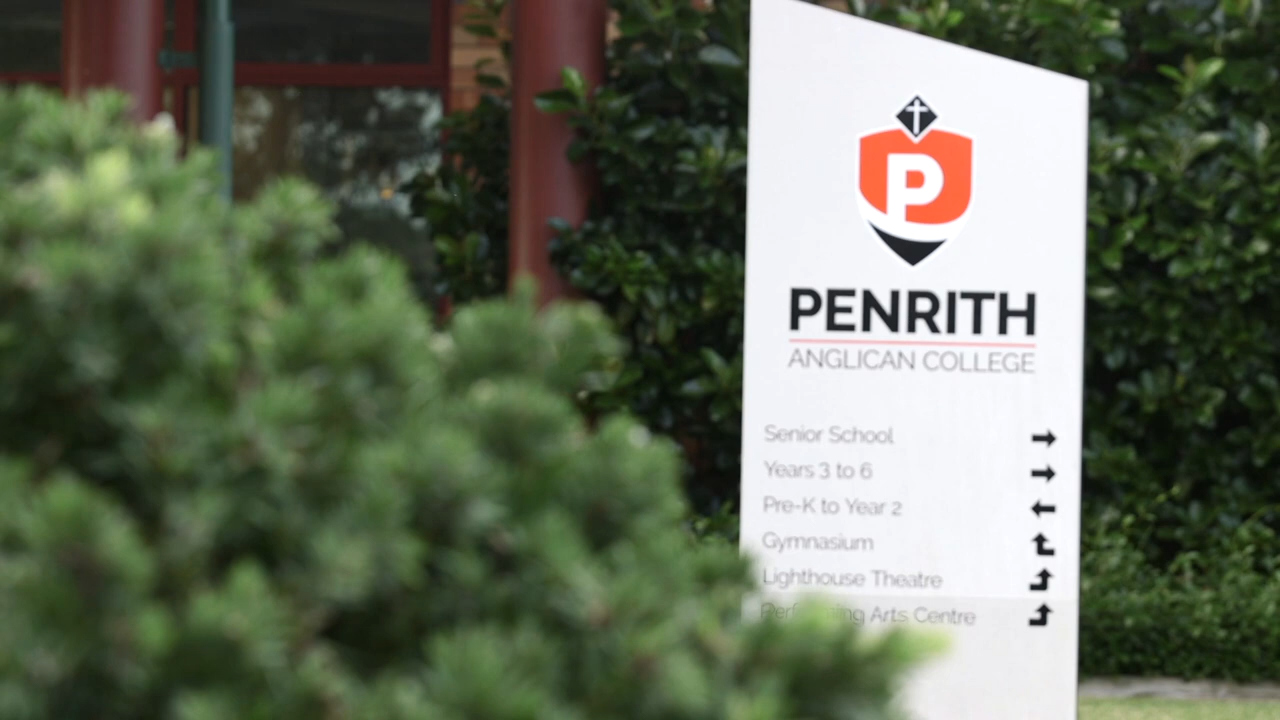 P
PENRITH
ANGLICAN COLLEGE
Senior School
Years 3 to 6
Pre-K to Year 2
Gymnasium
Lighthouse Theatre
Arts Centre